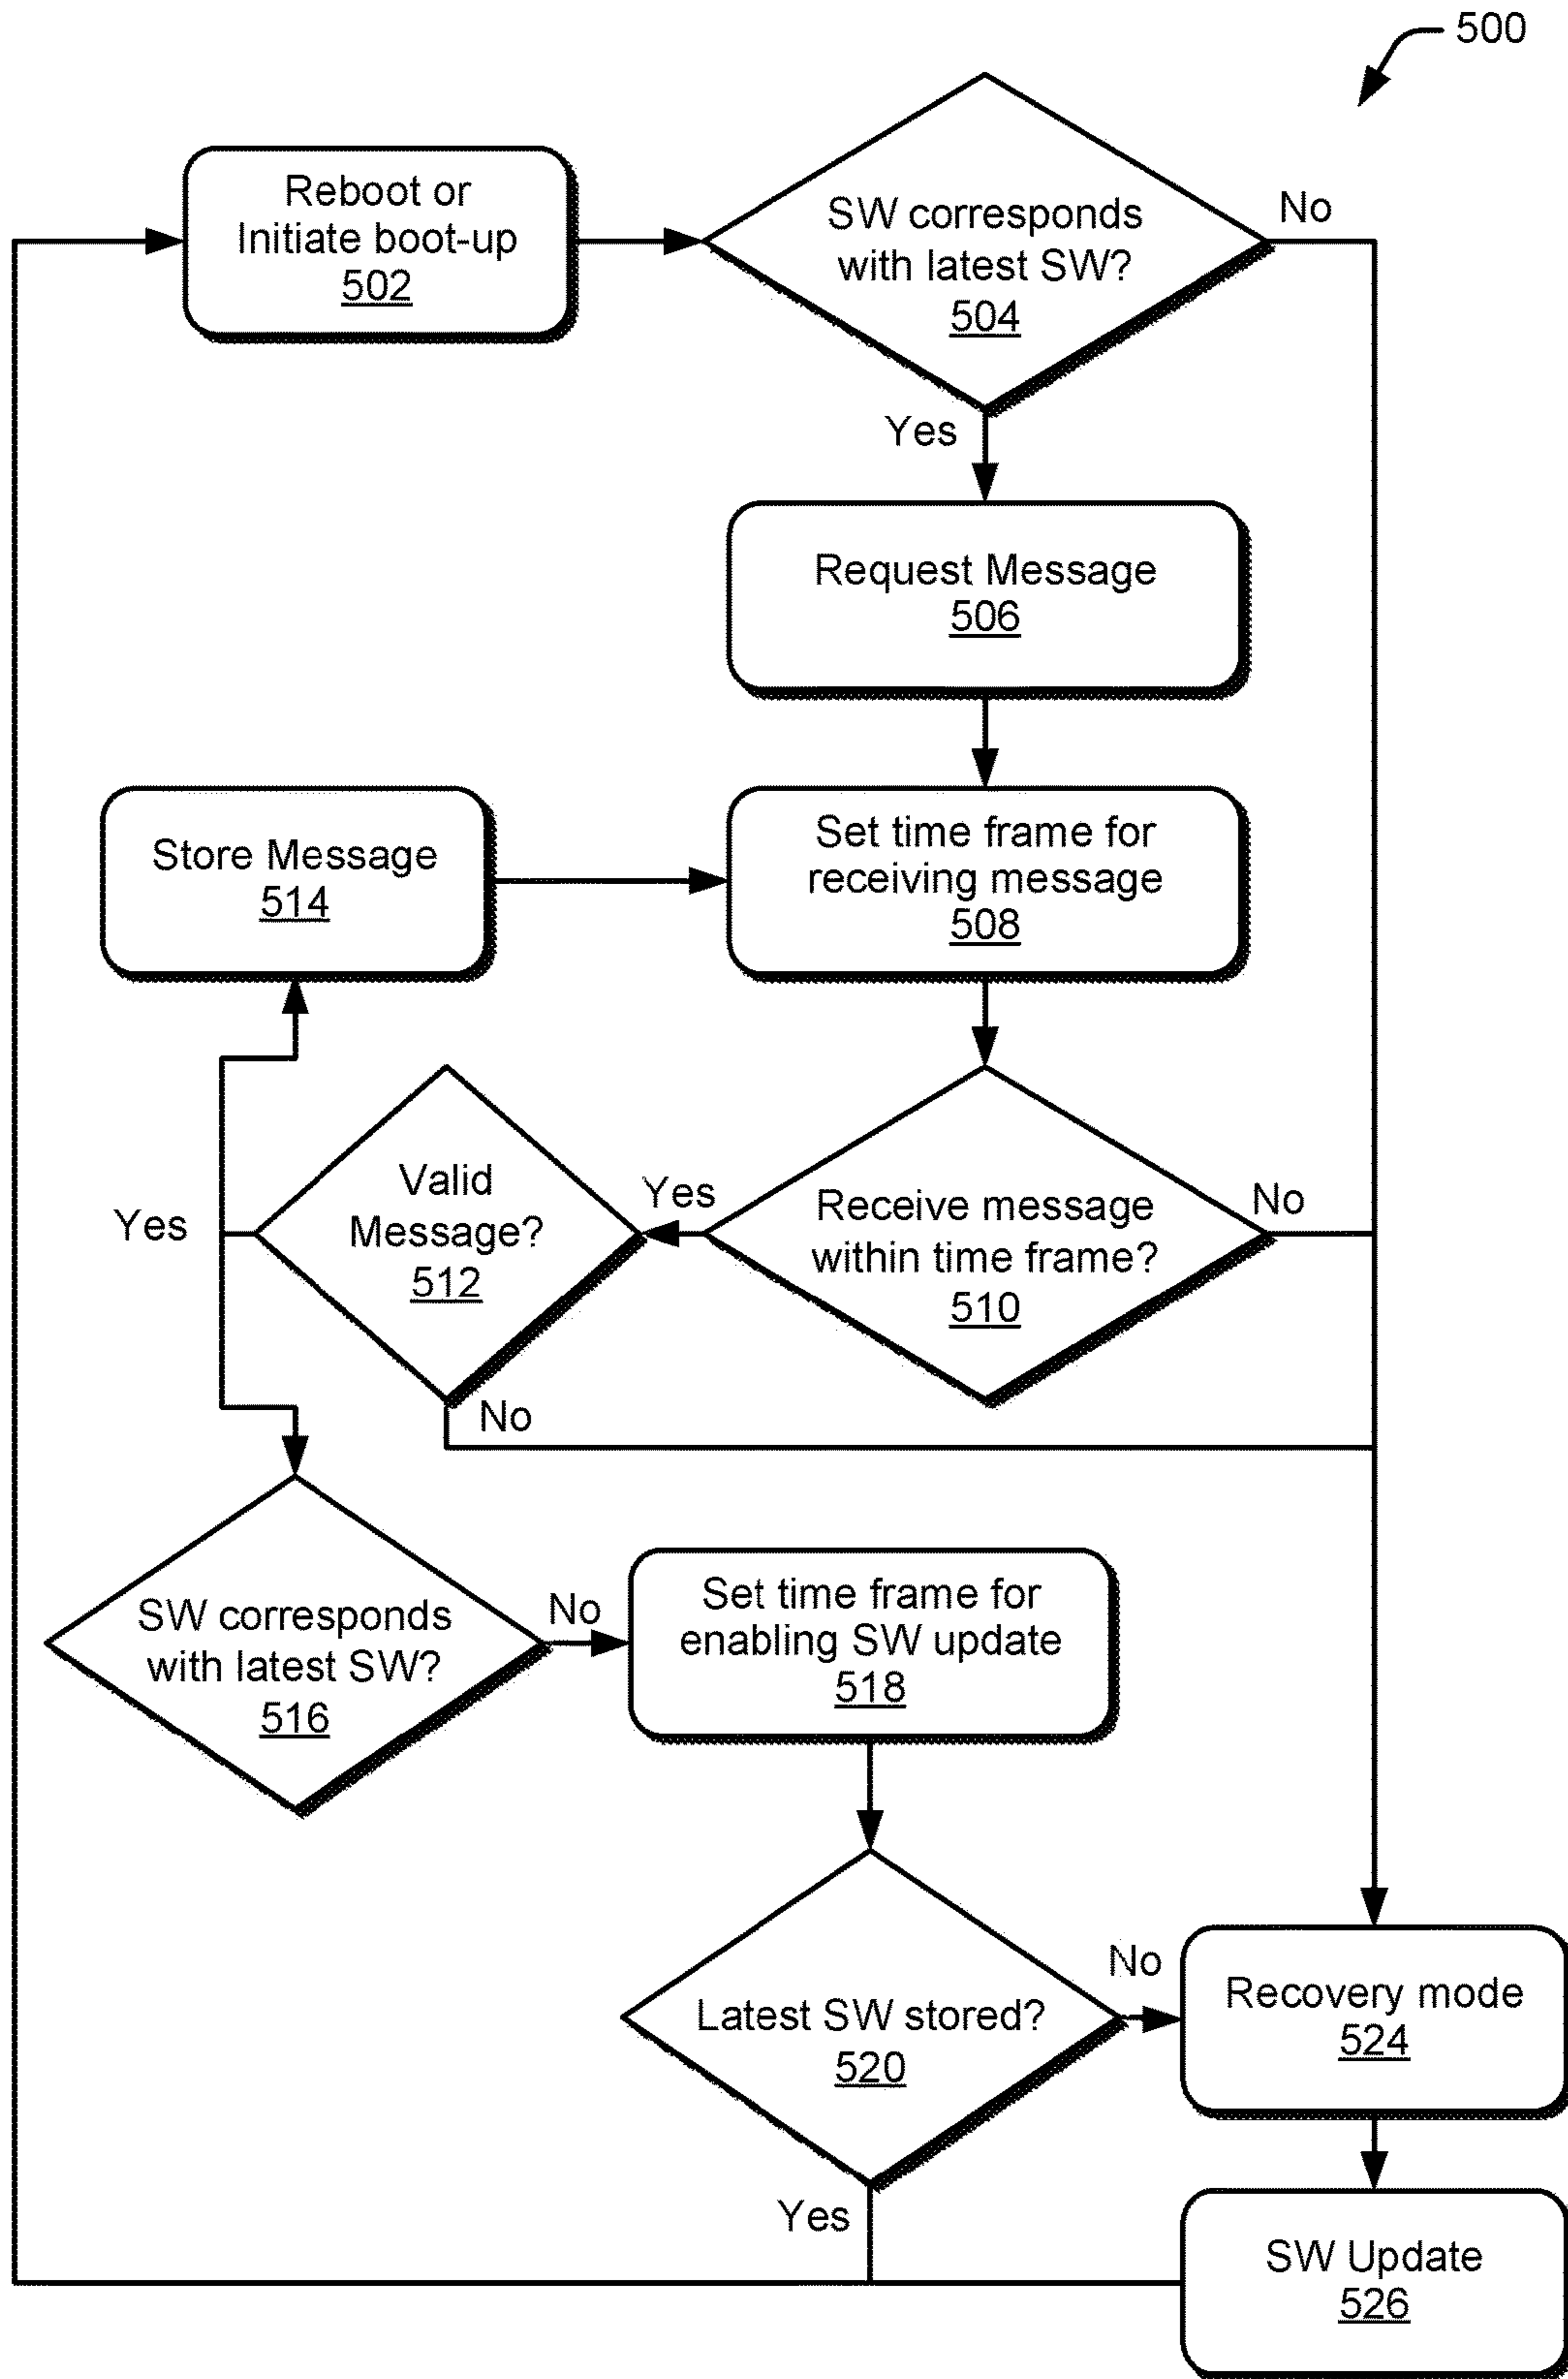 500
Reboot or
Initiate boot-up
502
SW corresponds
with latest SW?
504
No
Yes
Request Message
506
Store Message
514
Set time frame for
receiving message
508
Valid
Message?
512
Yes
Yes
Receive message
within time frame?
510
No
No
SW corresponds
with latest SW?
516
No
Set time frame for
enabling SW update
518
Latest SW stored?
520
No
Yes
Recovery mode
524
SW Update
526